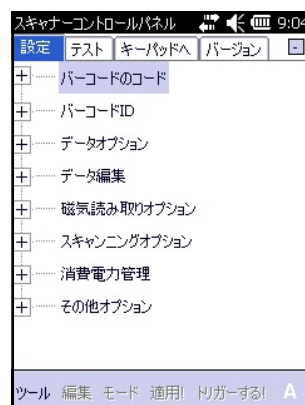 スキャナーコントロールパネル 9:04
設定 テスト キーパッドへ バージョン
バーコードのコード
バーコードID
データオプション
データ編集
磁気読み取りオプション
スキャンニングオプション
消費電力管理
その他オプション
ツール 編集 モード 適用! トリガーする! A